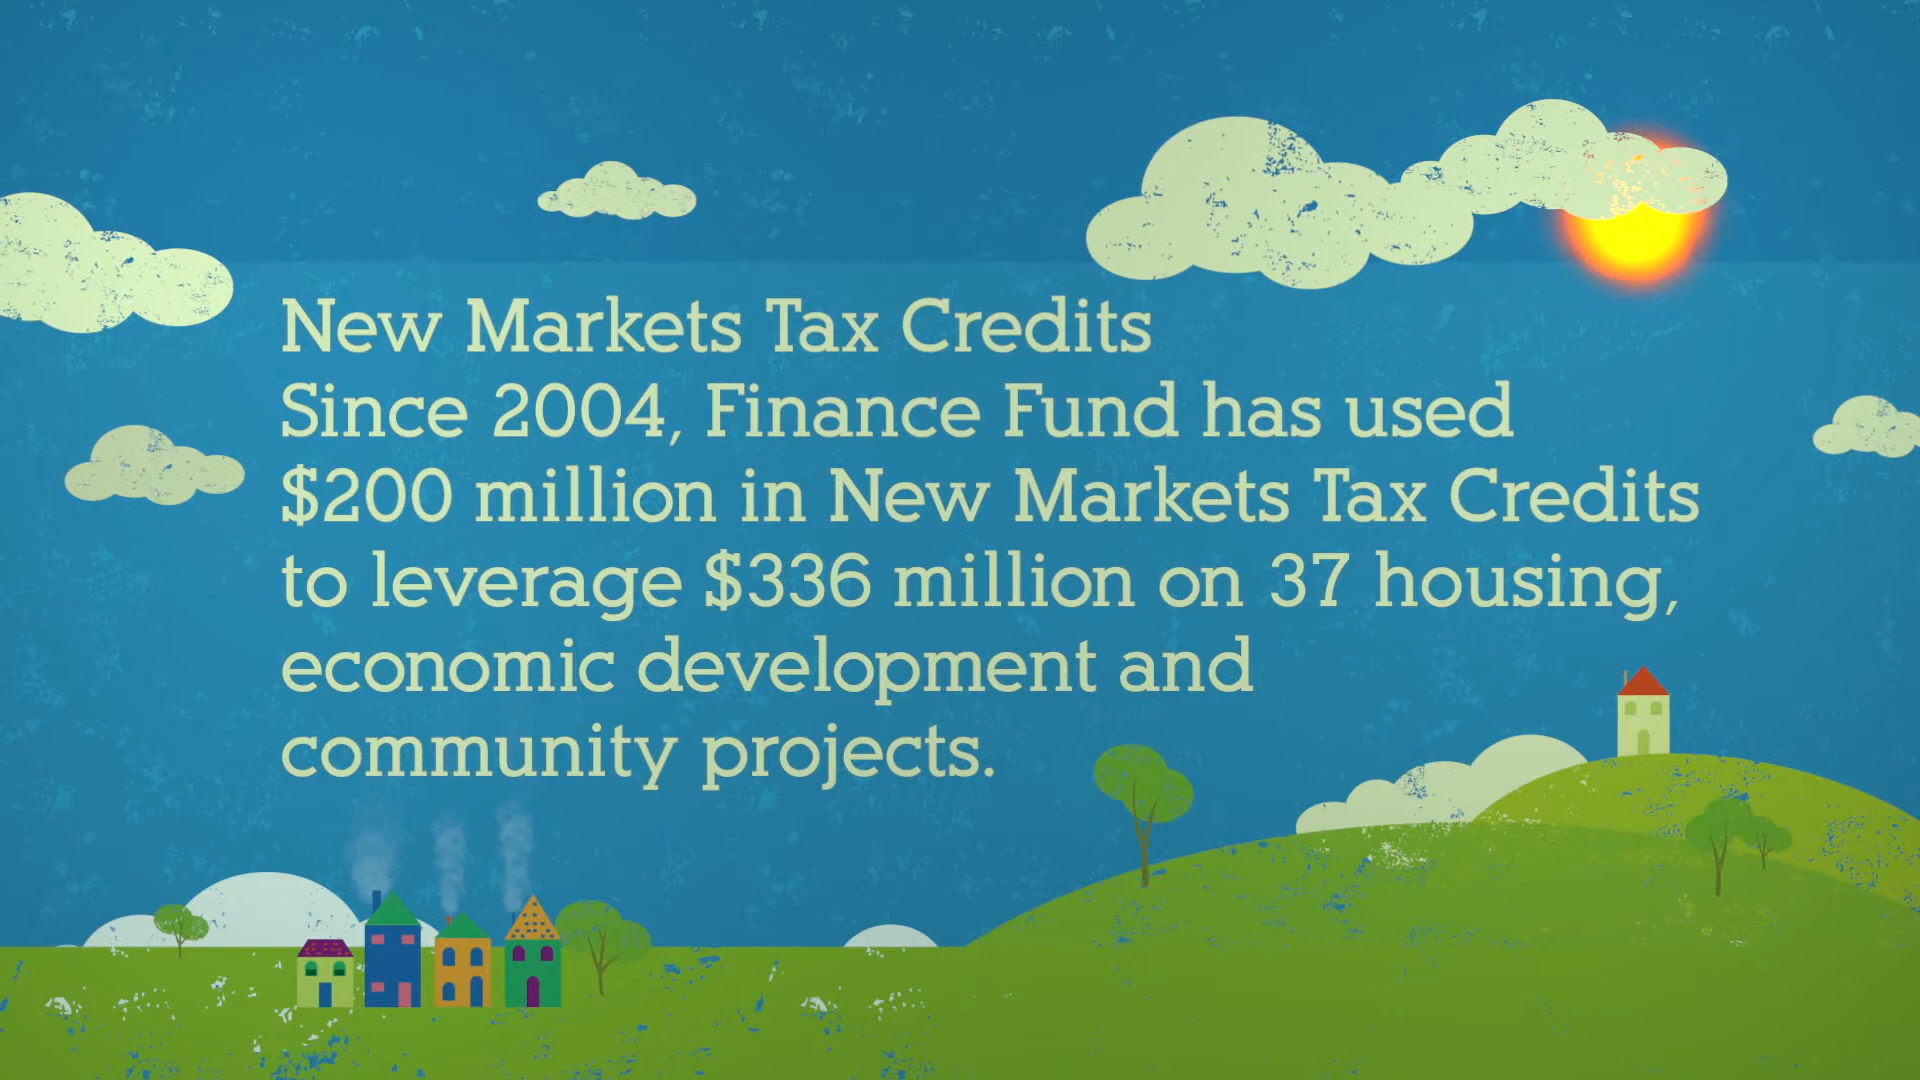 New Markets Tax Credits
Since 2004, Finance Fund has used
$200 million in New Markets Tax Credits
to leverage $336 million on 37 housing,
economic development and
community projects.